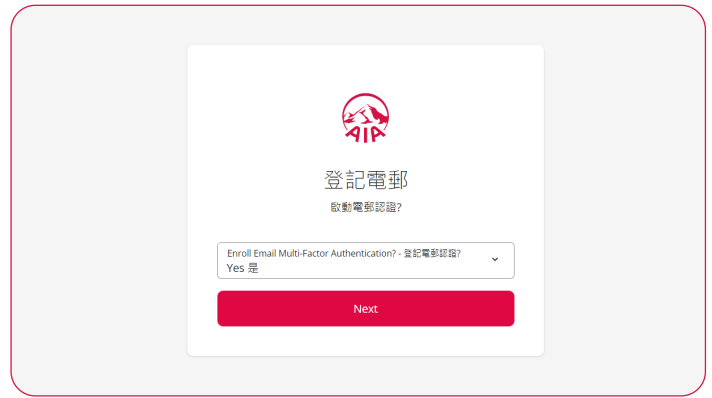 AIA
登記電郵
啟動電郵認證?
Enroll Email Multi-Factor Authentication? - 登記電郵認證?
Yes 是
Next